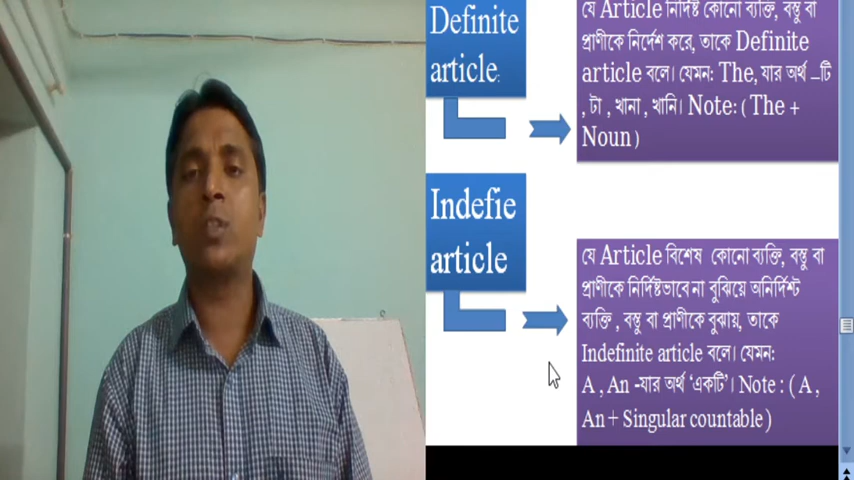 Definite
article:
যে Article নির্দিষ্ট কোনো ব্যক্তি, বস্তু বা
প্রাণীকে নির্দেশ করে, তাকে Definite
article বলে। যেমন: The, যার অর্থ –টি
, টা , খানা , খানি। Note: ( The +
Noun )
Indefie
article
যে Article বিশেষ কোনো ব্যক্তি, বস্তু বা
প্রাণীকে নির্দিষ্টভাবে না বুঝিয়ে অনির্দিশ্ট
ব্যক্তি , বস্তু বা প্রাণীকে বুঝায়, তাকে
Indefinite article বলে। যেমন:
A , An -যার অর্থ ‘একটি’। Note : ( A ,
An + Singular countable )